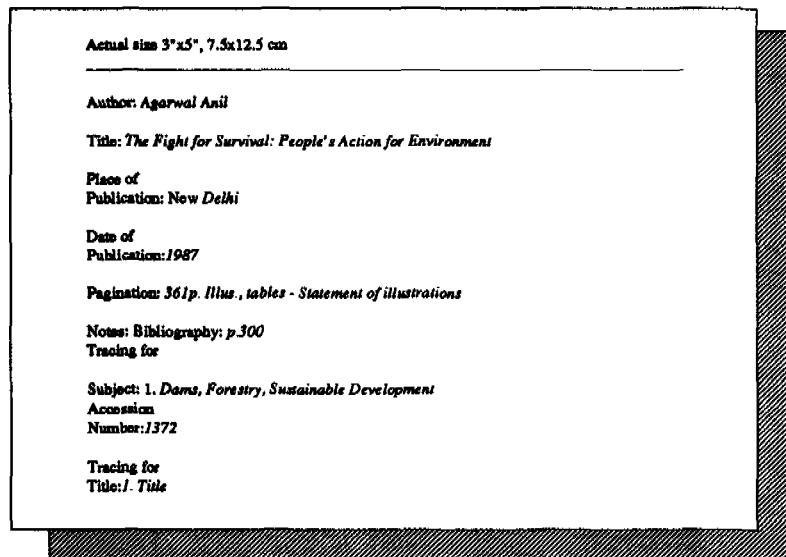 Actual size 3"x5", 7.5x12.5 cm
Author: Agarwal Anil
Title: The Fight for Survival: People's Action for Environment
Place of
Publication: New Delhi
Date of
Publication:1987
Pagination: 361p. Illus., tables - Statement of illustrations
Notes: Bibliography: p.300
Tracing for
Subject: 1. Dams, Forestry, Sustainable Development
Accession
Number:1372
Tracing for
Title:1. Title